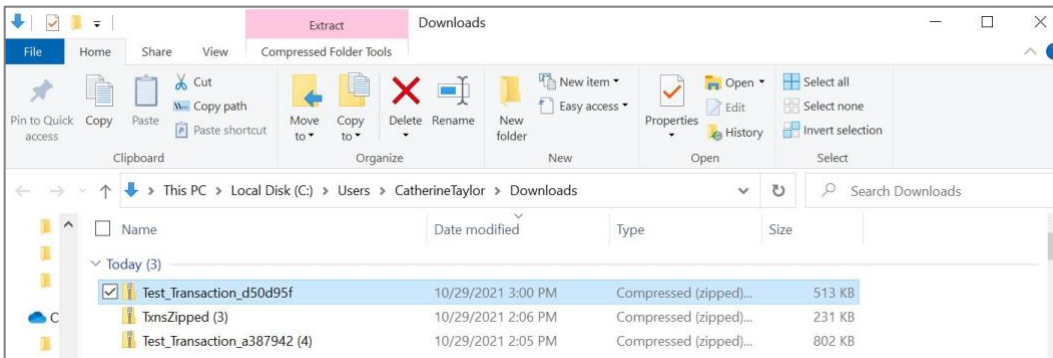 Extract
Downloads
File
Home
Share
View
Compressed Folder Tools
Pin to Quick access
Copy
Paste
Cut
Copy path
Paste shortcut
Clipboard
Move to
Copy to
Delete
Rename
Organize
New folder
New item
Easy access
New
Properties
Open
Edit
History
Open
Select all
Select none
Invert selection
Select
This PC > Local Disk (C:) > Users > CatherineTaylor > Downloads
Search Downloads
Name Date modified Type Size
Today (3)
Test_Transaction_d50d95f 10/29/2021 3:00 PM Compressed (zipped)... 513 KB
TxnsZipped (3) 10/29/2021 2:06 PM Compressed (zipped)... 231 KB
Test_Transaction_a387942 (4) 10/29/2021 2:05 PM Compressed (zipped)... 802 KB